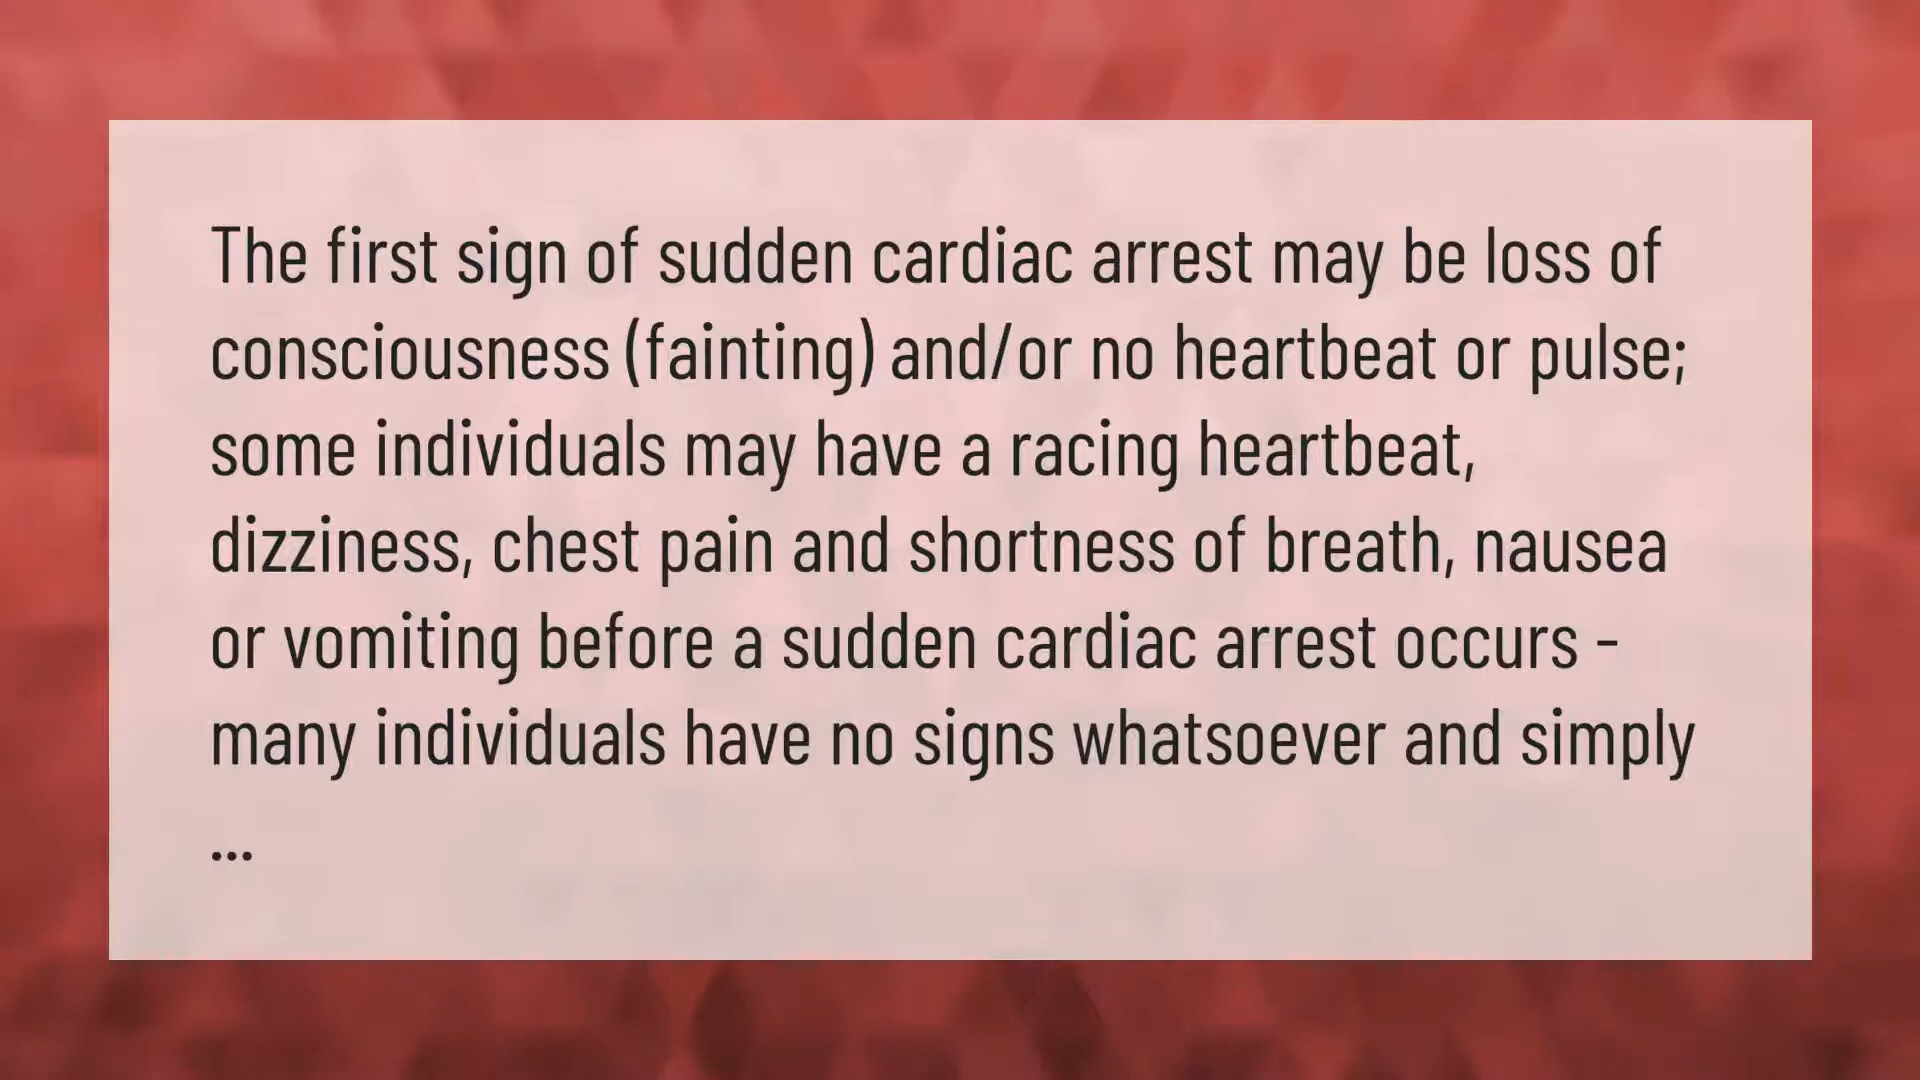 The first sign of sudden cardiac arrest may be loss of
consciousness (fainting) and/or no heartbeat or pulse;
some individuals may have a racing heartbeat,
dizziness, chest pain and shortness of breath, nausea
or vomiting before a sudden cardiac arrest occurs -
many individuals have no signs whatsoever and simply
...